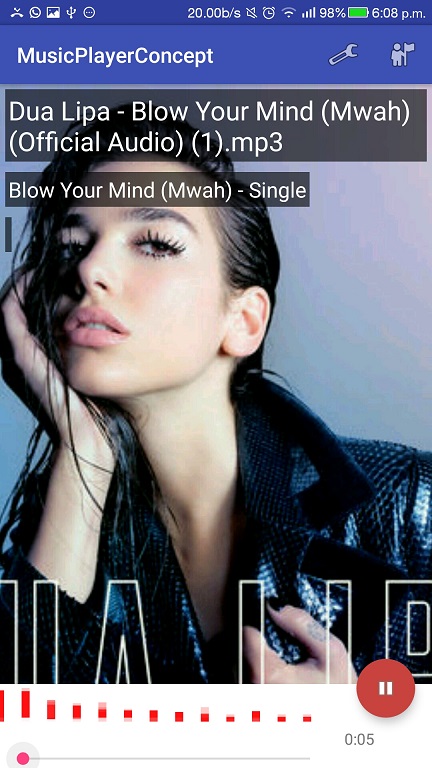 20.00b/s 98% 6:08 p.m.
MusicPlayerConcept
Dua Lipa - Blow Your Mind (Mwah)
(Official Audio) (1).mp3
Blow Your Mind (Mwah) - Single
DUA LIP
0:05